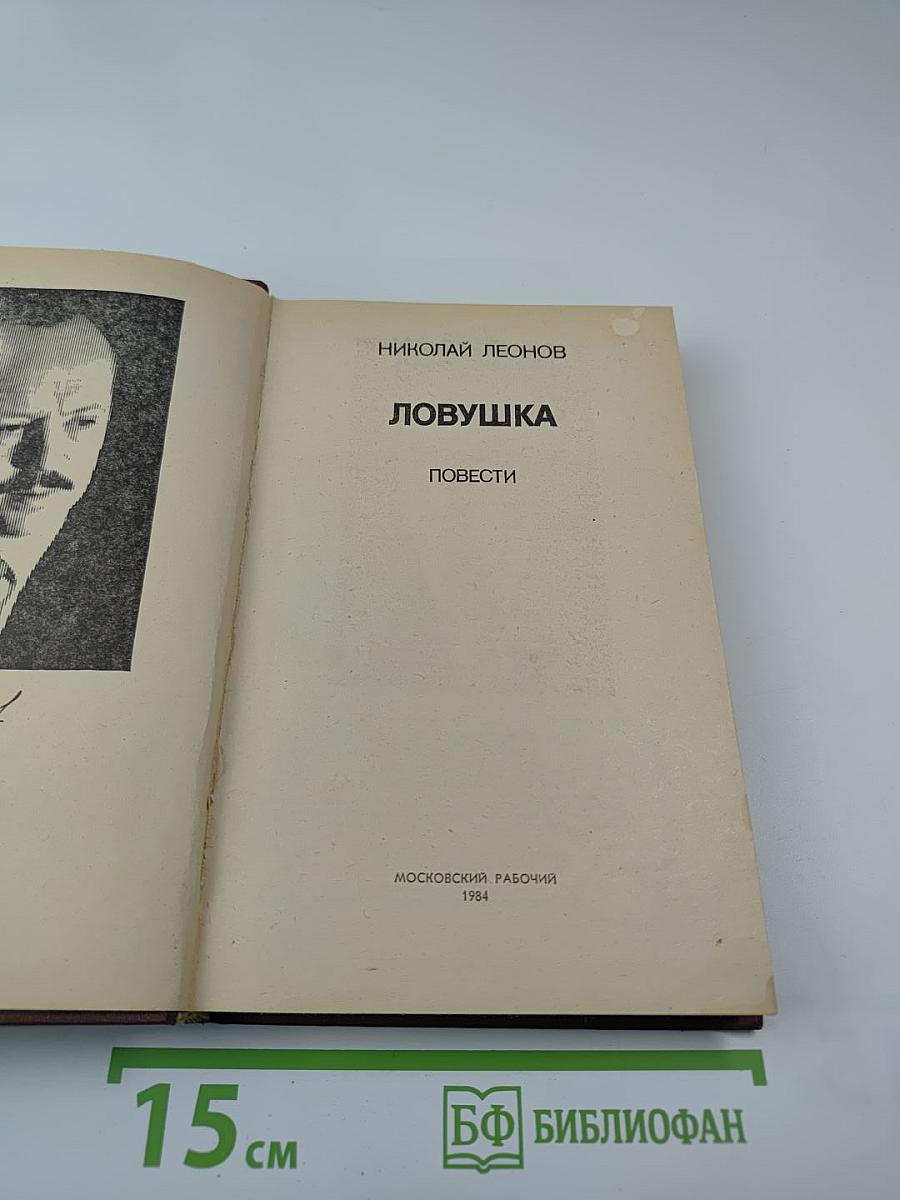 НИКОЛАЙ ЛЕОНОВ
ЛОВУШКА
ПОВЕСТИ
МОСКОВСКИЙ РАБОЧИЙ
1984
15 см
БФ БИБЛИОФАН